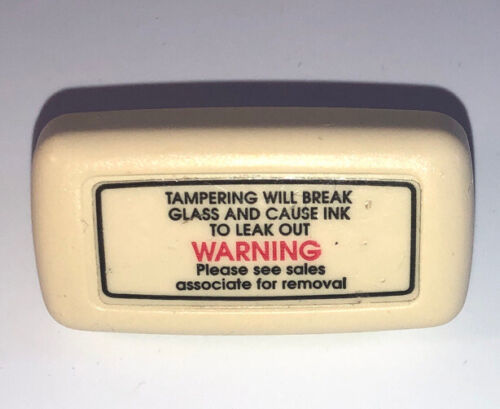 TAMPERING WILL BREAK
GLASS AND CAUSE INK
TO LEAK OUT
WARNING
Please see sales
associate for removal